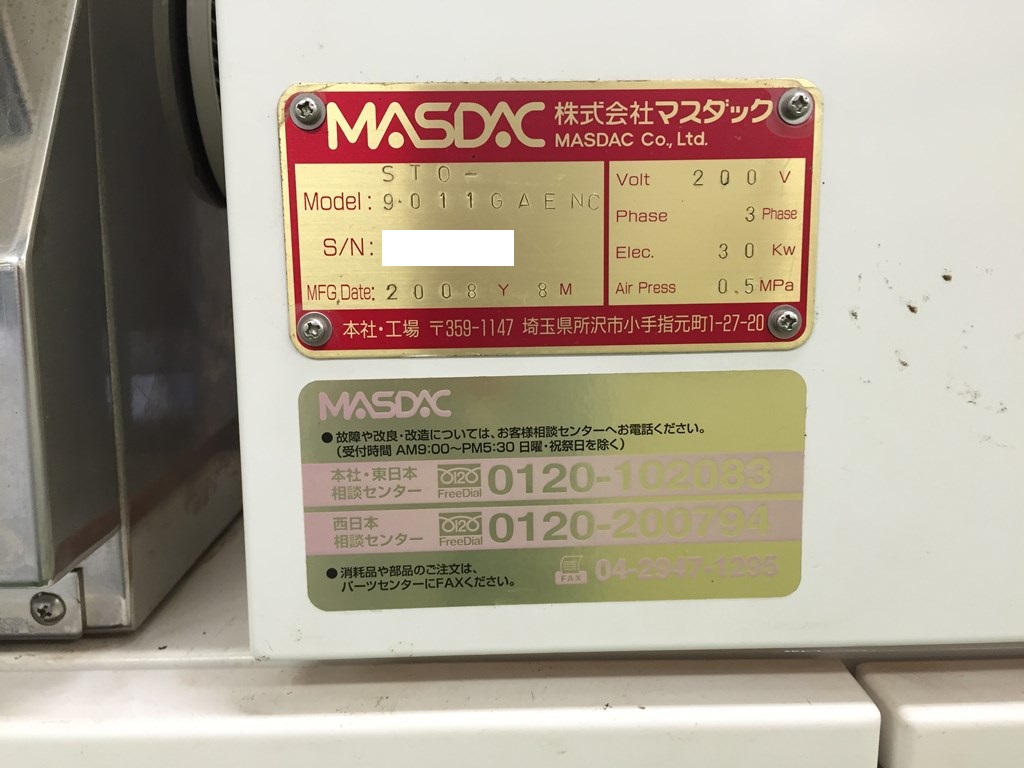 MASDAC 株式会社マスダック
MASDAC Co., Ltd.
STO-
Model: 9011GAENC
S/N:
MFG,Date: 2008 Y 8 M
Volt 200 V
Phase 3 Phase
Elec. 30 Kw
Air Press 0.5 MPa
本社・工場 〒359-1147 埼玉県所沢市小手指元町1-27-20
MASDAC
●故障や改良・改造については、お客様相談センターへお電話ください。
(受付時間 AM9:00〜PM5:30 日曜・祝祭日を除く)
本社・東日本
相談センター
0120
FreeDial
0120-102083
西日本
相談センター
0120
FreeDial
0120-200794
●消耗品や部品のご注文は、
パーツセンターにFAXください。
FAX
04-2947-1295